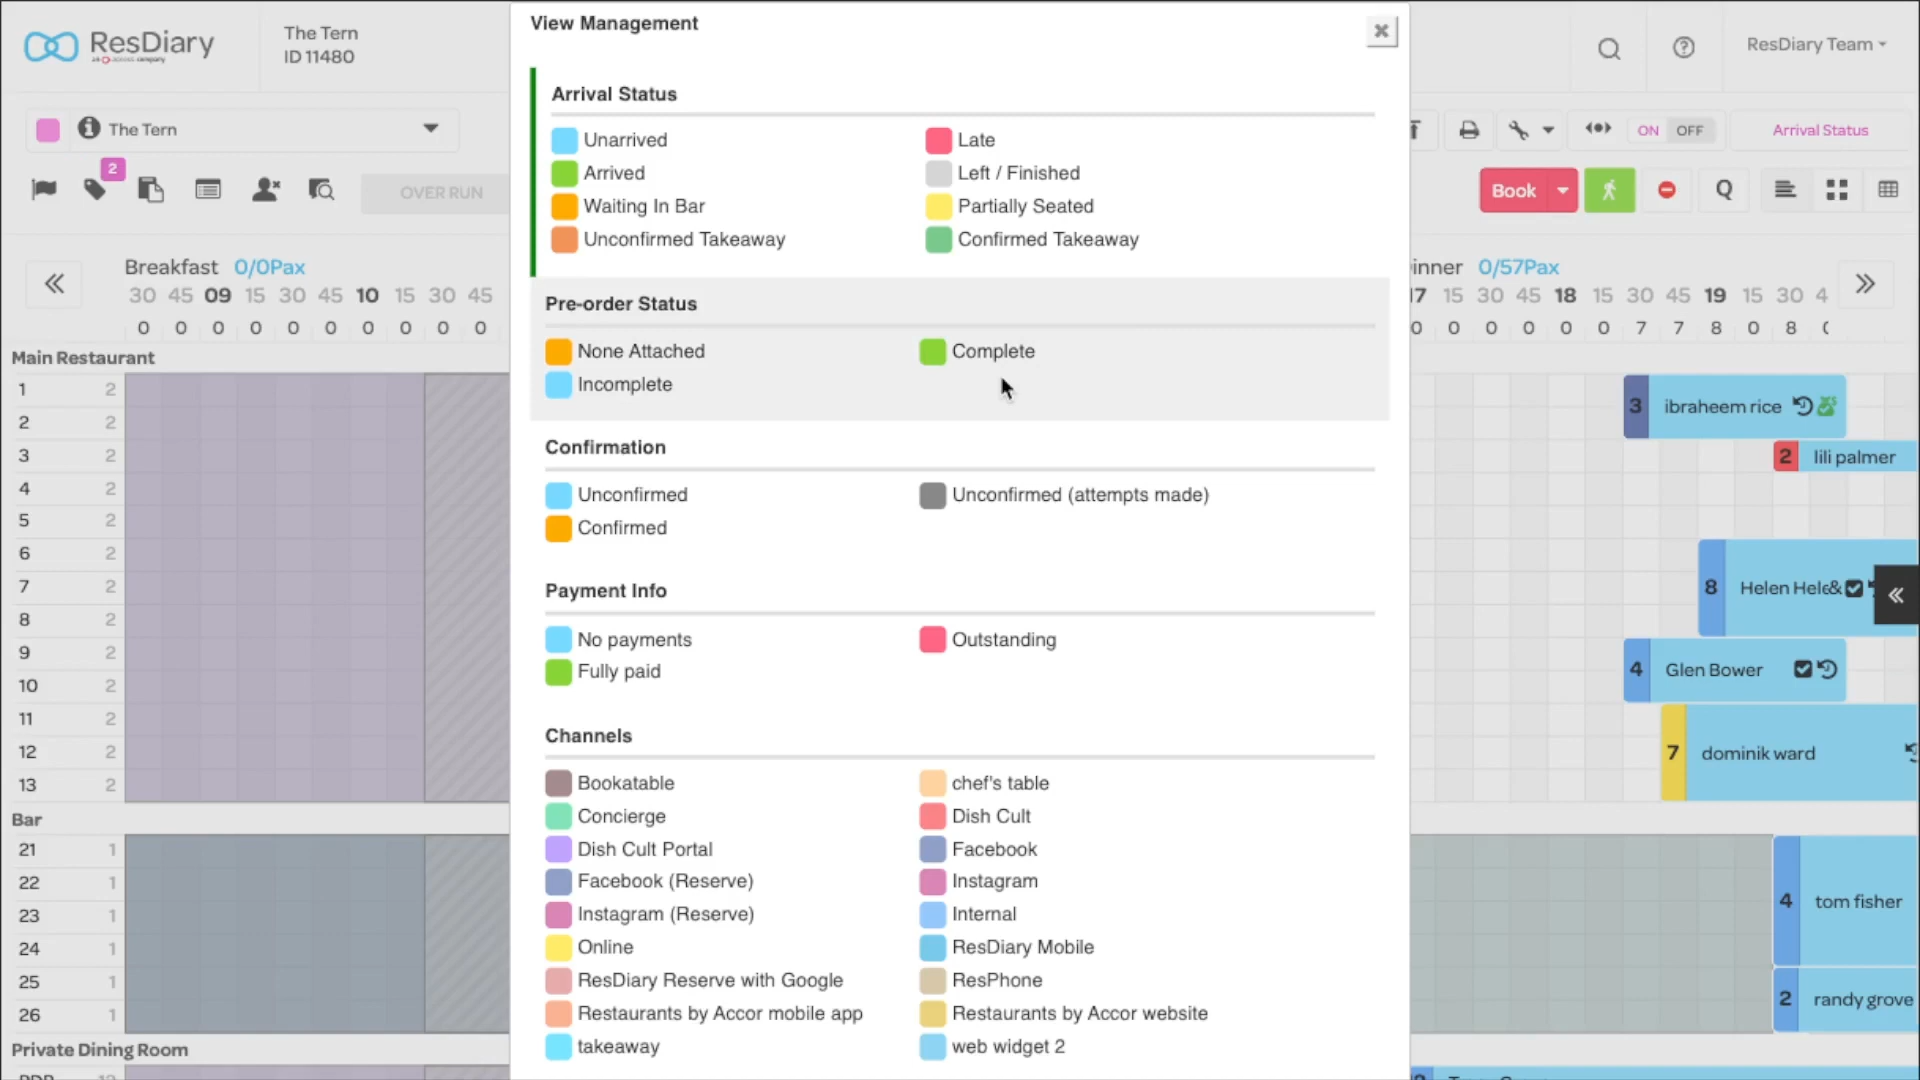 View Management
ResDiary
The Tern
ID 11480
ResDiary Team
Arrival Status
Unarrived
Late
Arrived
Left / Finished
Waiting In Bar
Partially Seated
Unconfirmed Takeaway
Confirmed Takeaway
The Tern
ON OFF
Arrival Status
2
OVER RUN
Book
Q
Breakfast 0/0Pax
30 45 09 15 30 45 10 15 30 45
0 0 0 0 0 0 0 0 0 0
inner 0/57Pax
17 15 30 45 18 15 30 45 19 15 30 4
0 0 0 0 0 0 7 7 8 0 8
Pre-order Status
None Attached
Complete
Incomplete
Confirmation
Unconfirmed
Unconfirmed (attempts made)
Confirmed
Payment Info
No payments
Outstanding
Fully paid
Channels
Bookatable
chef's table
Concierge
Dish Cult
Dish Cult Portal
Facebook
Facebook (Reserve)
Instagram
Instagram (Reserve)
Internal
Online
ResDiary Mobile
ResDiary Reserve with Google
ResPhone
Restaurants by Accor mobile app
Restaurants by Accor website
takeaway
web widget 2
Main Restaurant
1 2
2 2
3 2
4 2
5 2
6 2
7 2
8 2
9 2
10 2
11 2
12 2
13 2
Bar
21 1
22 1
23 1
24 1
25 1
26 1
Private Dining Room
3 ibraheem rice
2 lili palmer
8 Helen Hele&
4 Glen Bower
7 dominik ward
4 tom fisher
2 randy grove